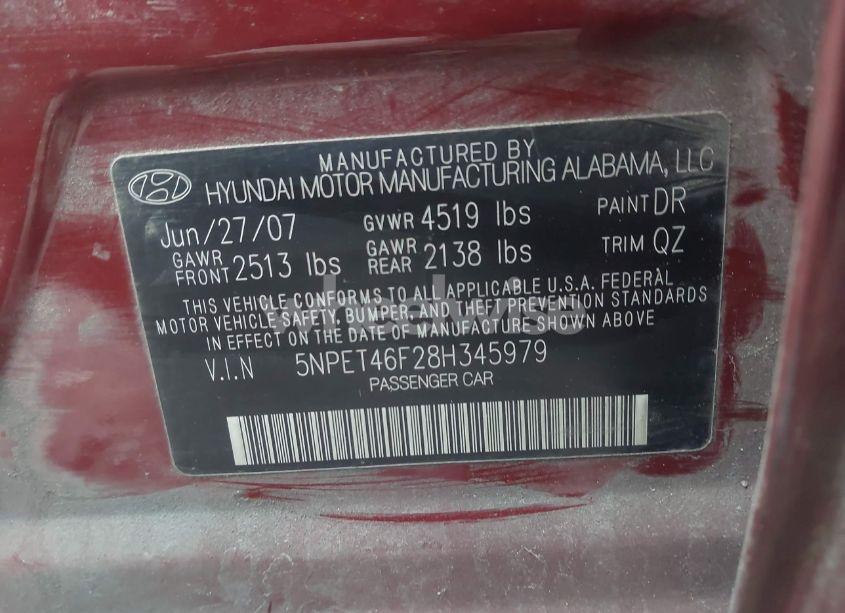 MANUFACTURED BY
HYUNDAI MOTOR MANUFACTURING ALABAMA, LLC
Jun/27/07 GVWR 4519 lbs PAINT DR
GAWR FRONT 2513 lbs GAWR REAR 2138 lbs TRIM QZ
THIS VEHICLE CONFORMS TO ALL APPLICABLE U.S.A. FEDERAL
MOTOR VEHICLE SAFETY, BUMPER, AND THEFT PREVENTION STANDARDS
IN EFFECT ON THE DATE OF MANUFACTURE SHOWN ABOVE
V.I.N 5NPET46F28H345979
PASSENGER CAR
wheelwise